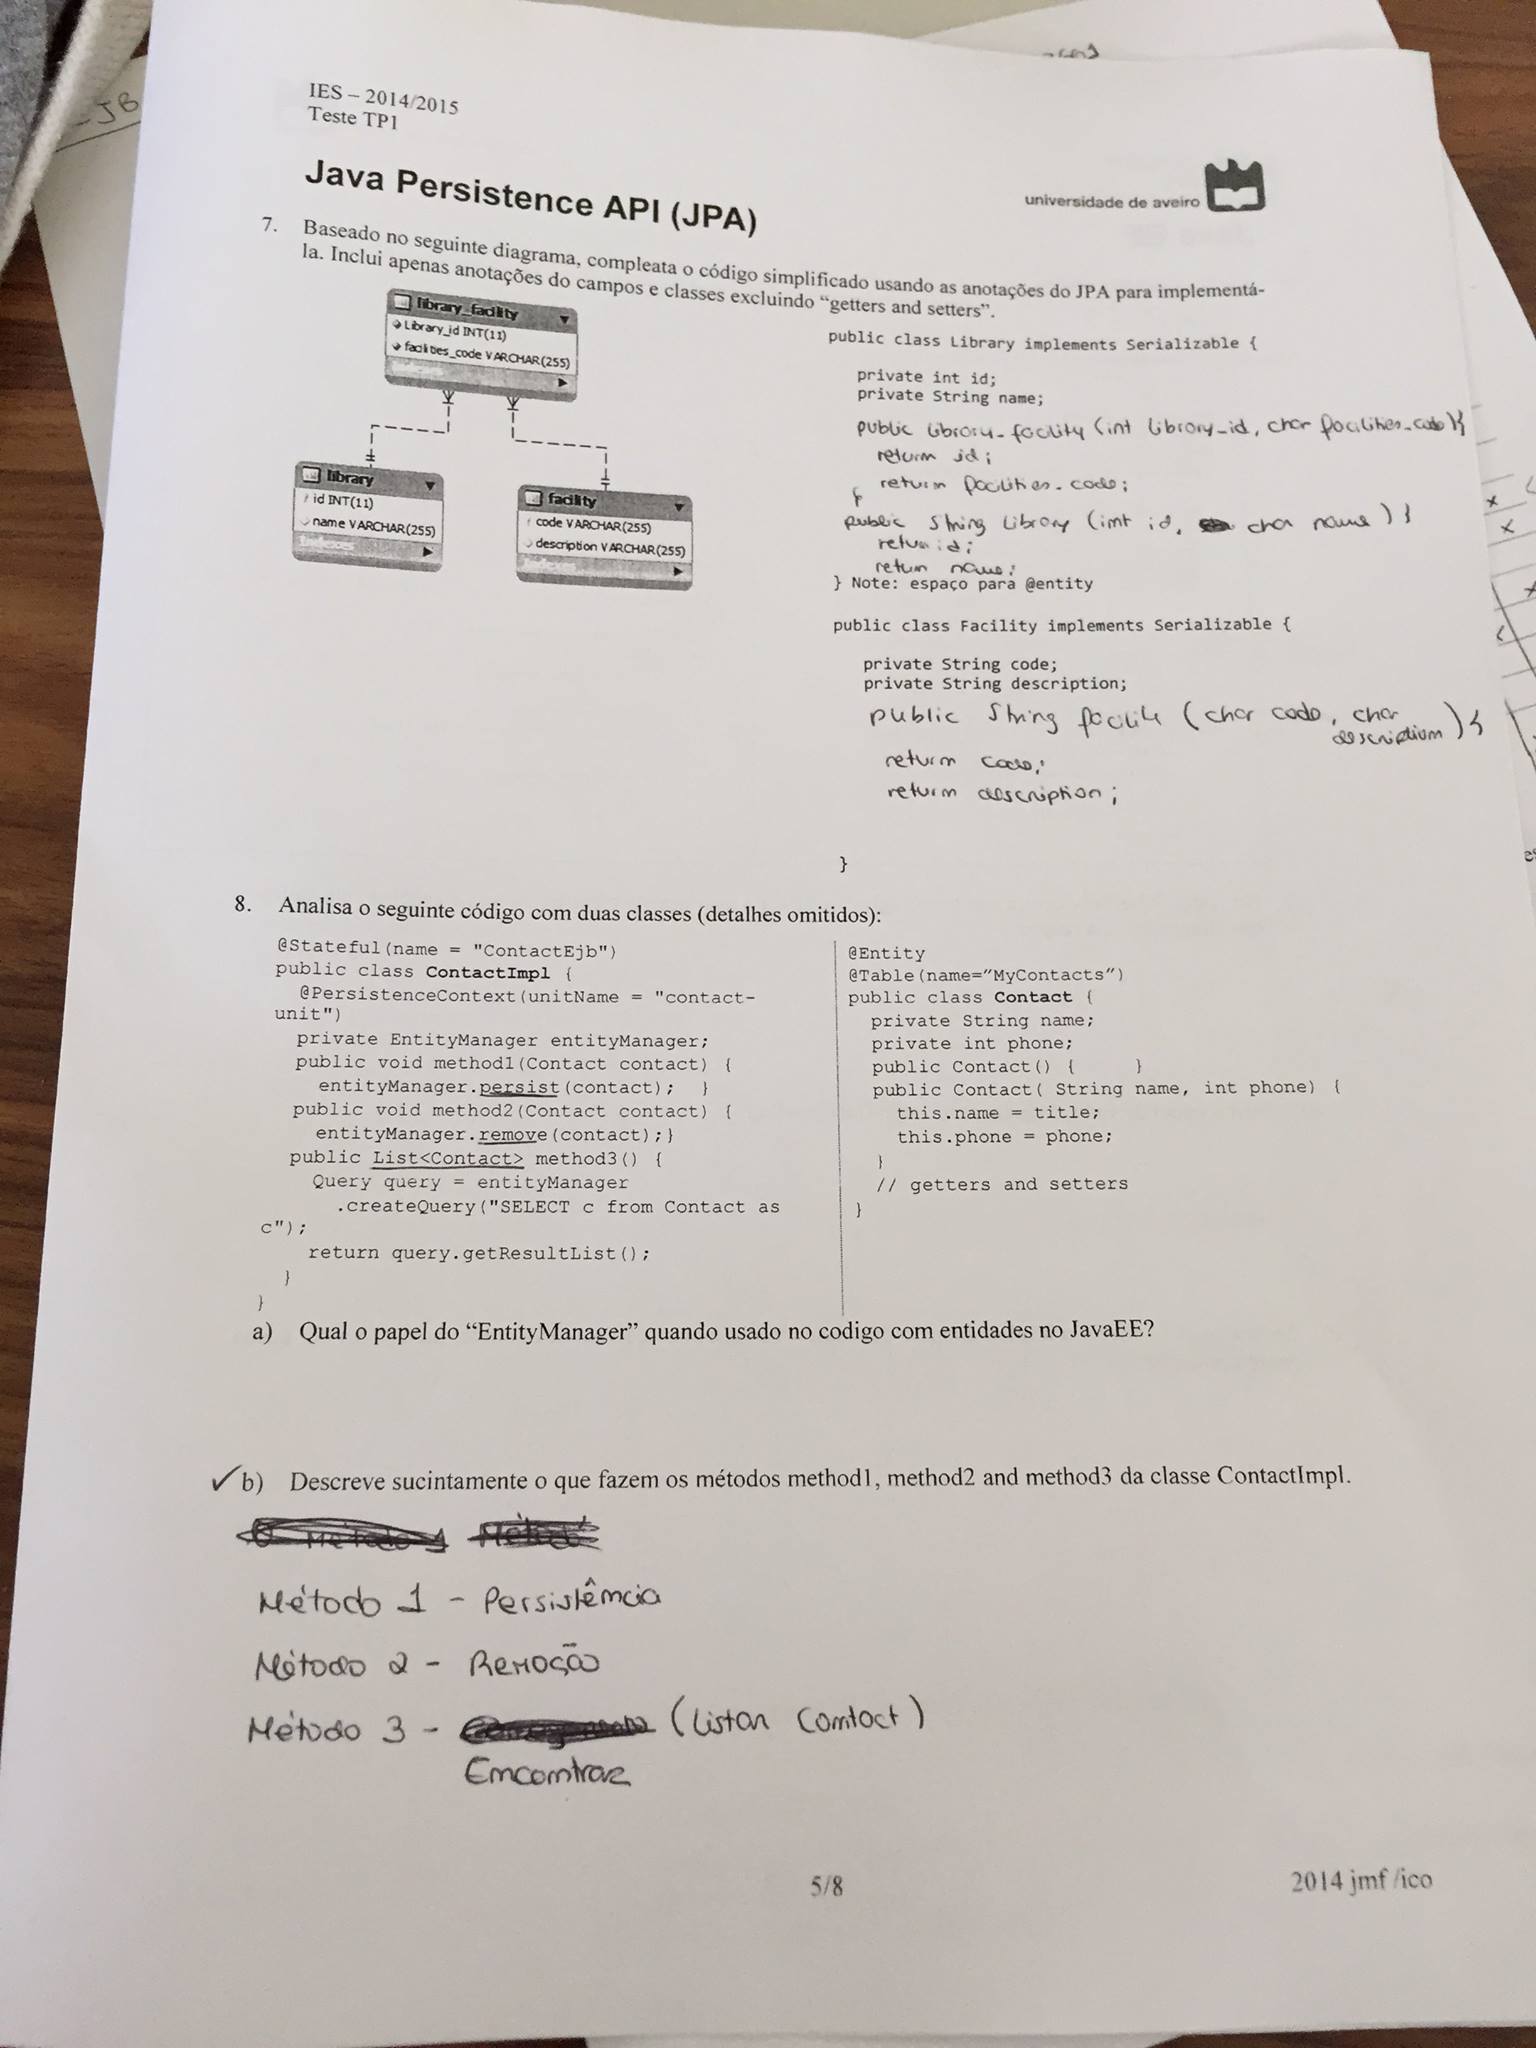 IES – 2014/2015
Teste TP1
universidade de aveiro
Java Persistence API (JPA)
7. Baseado no seguinte diagrama, compleata o código simplificado usando as anotações do JPA para implementá-
la. Inclui apenas anotações do campos e classes excluindo “getters and setters”.
library_facility
Library_id INT(11)
facilities_code VARCHAR(255)
library
id INT(11)
name VARCHAR(255)
Indexes
facility
code VARCHAR(255)
description VARCHAR(255)
public class Library implements Serializable {
private int id;
private String name;
public Library_facility (int library_id, char facilities_code){
return id;
return facilities_code;
}
public String Library (int id, char name) }
return id;
return name;
} Note: espaço para @entity
public class Facility implements Serializable {
private String code;
private String description;
public String facility (char code, char
description) {
return code;
return description;
}
8. Analisa o seguinte código com duas classes (detalhes omitidos):
@Stateful(name = "ContactEjb")
public class ContactImpl {
@PersistenceContext(unitName = "contact-
unit")
private EntityManager entityManager;
public void method1(Contact contact) {
entityManager.persist(contact); }
public void method2(Contact contact) {
entityManager.remove(contact);}
public List<Contact> method3() {
Query query = entityManager
.createQuery("SELECT c from Contact as
c");
return query.getResultList();
}
}
@Entity
@Table(name=”MyContacts”)
public class Contact {
private String name;
private int phone;
public Contact() { }
public Contact( String name, int phone) {
this.name = title;
this.phone = phone;
}
// getters and setters
}
a) Qual o papel do “EntityManager” quando usado no codigo com entidades no JavaEE?
✓ b) Descreve sucintamente o que fazem os métodos method1, method2 and method3 da classe ContactImpl.
Método 1 - Persistência
Método 2 - Remoção
Método 3 - (Listar Contact)
Encontrar
5/8
2014 jmf /ico